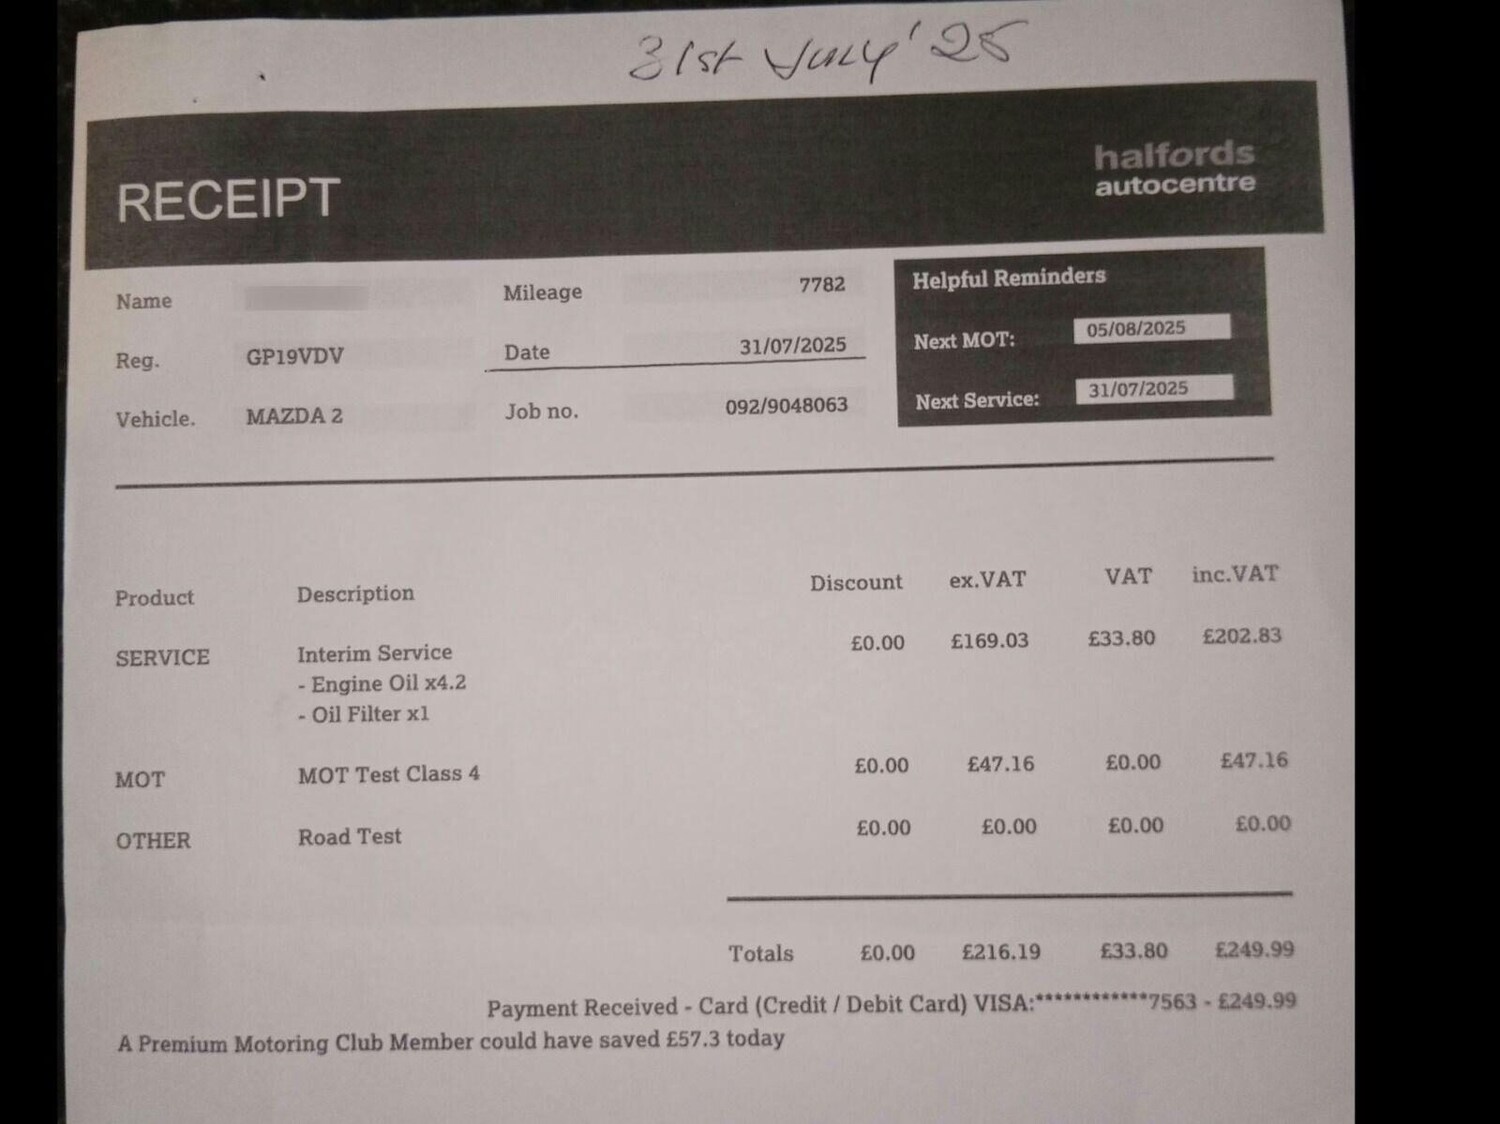 31st July '25
halfords
autocentre
RECEIPT
Name
Mileage 7782
Helpful Reminders
Reg. GP19VDV
Date 31/07/2025
Next MOT: 05/08/2025
Vehicle. MAZDA 2
Job no. 092/9048063
Next Service: 31/07/2025
Product Description Discount ex.VAT VAT inc.VAT
SERVICE Interim Service £0.00 £169.03 £33.80 £202.83
- Engine Oil x4.2
- Oil Filter x1
MOT MOT Test Class 4 £0.00 £47.16 £0.00 £47.16
OTHER Road Test £0.00 £0.00 £0.00 £0.00
Totals £0.00 £216.19 £33.80 £249.99
Payment Received - Card (Credit / Debit Card) VISA:************7563 - £249.99
A Premium Motoring Club Member could have saved £57.3 today